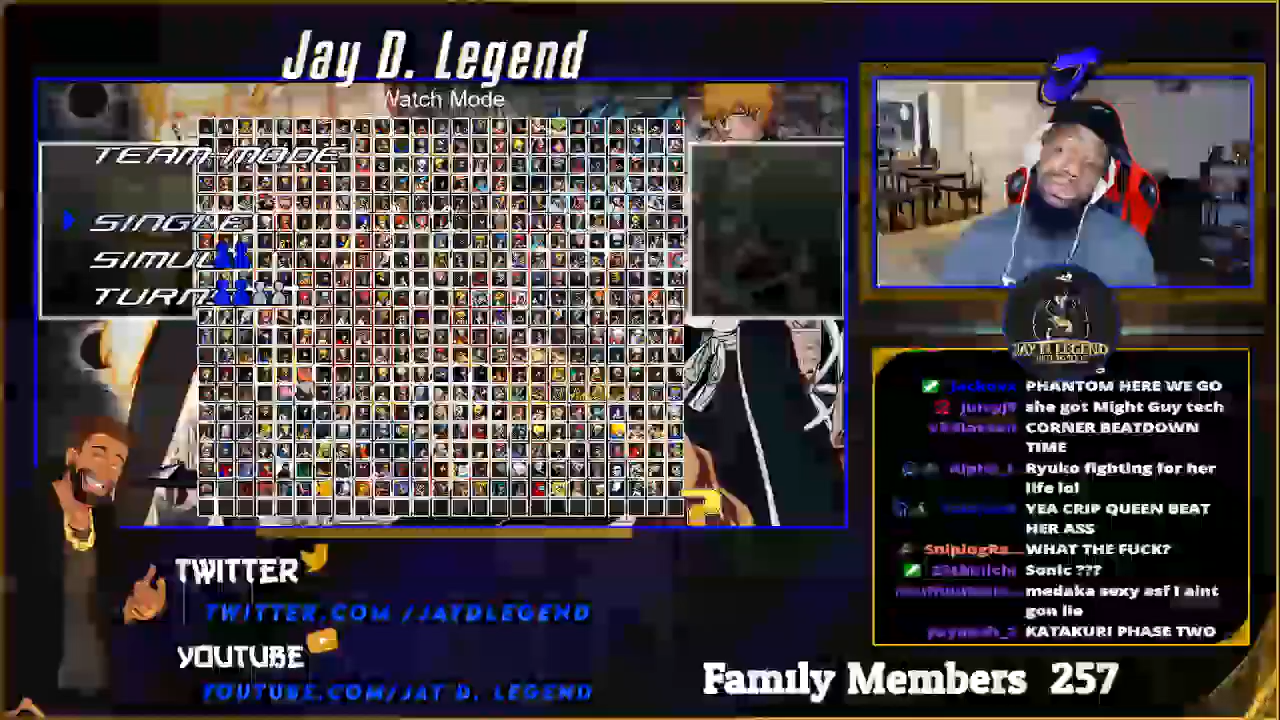 Jay D. Legend
Watch Mode
TEAM MODE
SINGLE
SIMUL
TURNS
JAY D LEGEND
PHANTOM HERE WE GO
she got Might Guy tech
CORNER BEATDOWN
TIME
Ryuko fighting for her
life lol
YEA CRIP QUEEN BEAT
HER ASS
WHAT THE FUCK?
Sonic ???
medaka sexy asf I aint
gon lie
KATAKURI PHASE TWO
TWITTER
TWITTER.COM/JAYDLEGEND
YOUTUBE
YOUTUBE.COM/JAY D. LEGEND
Family Members 257